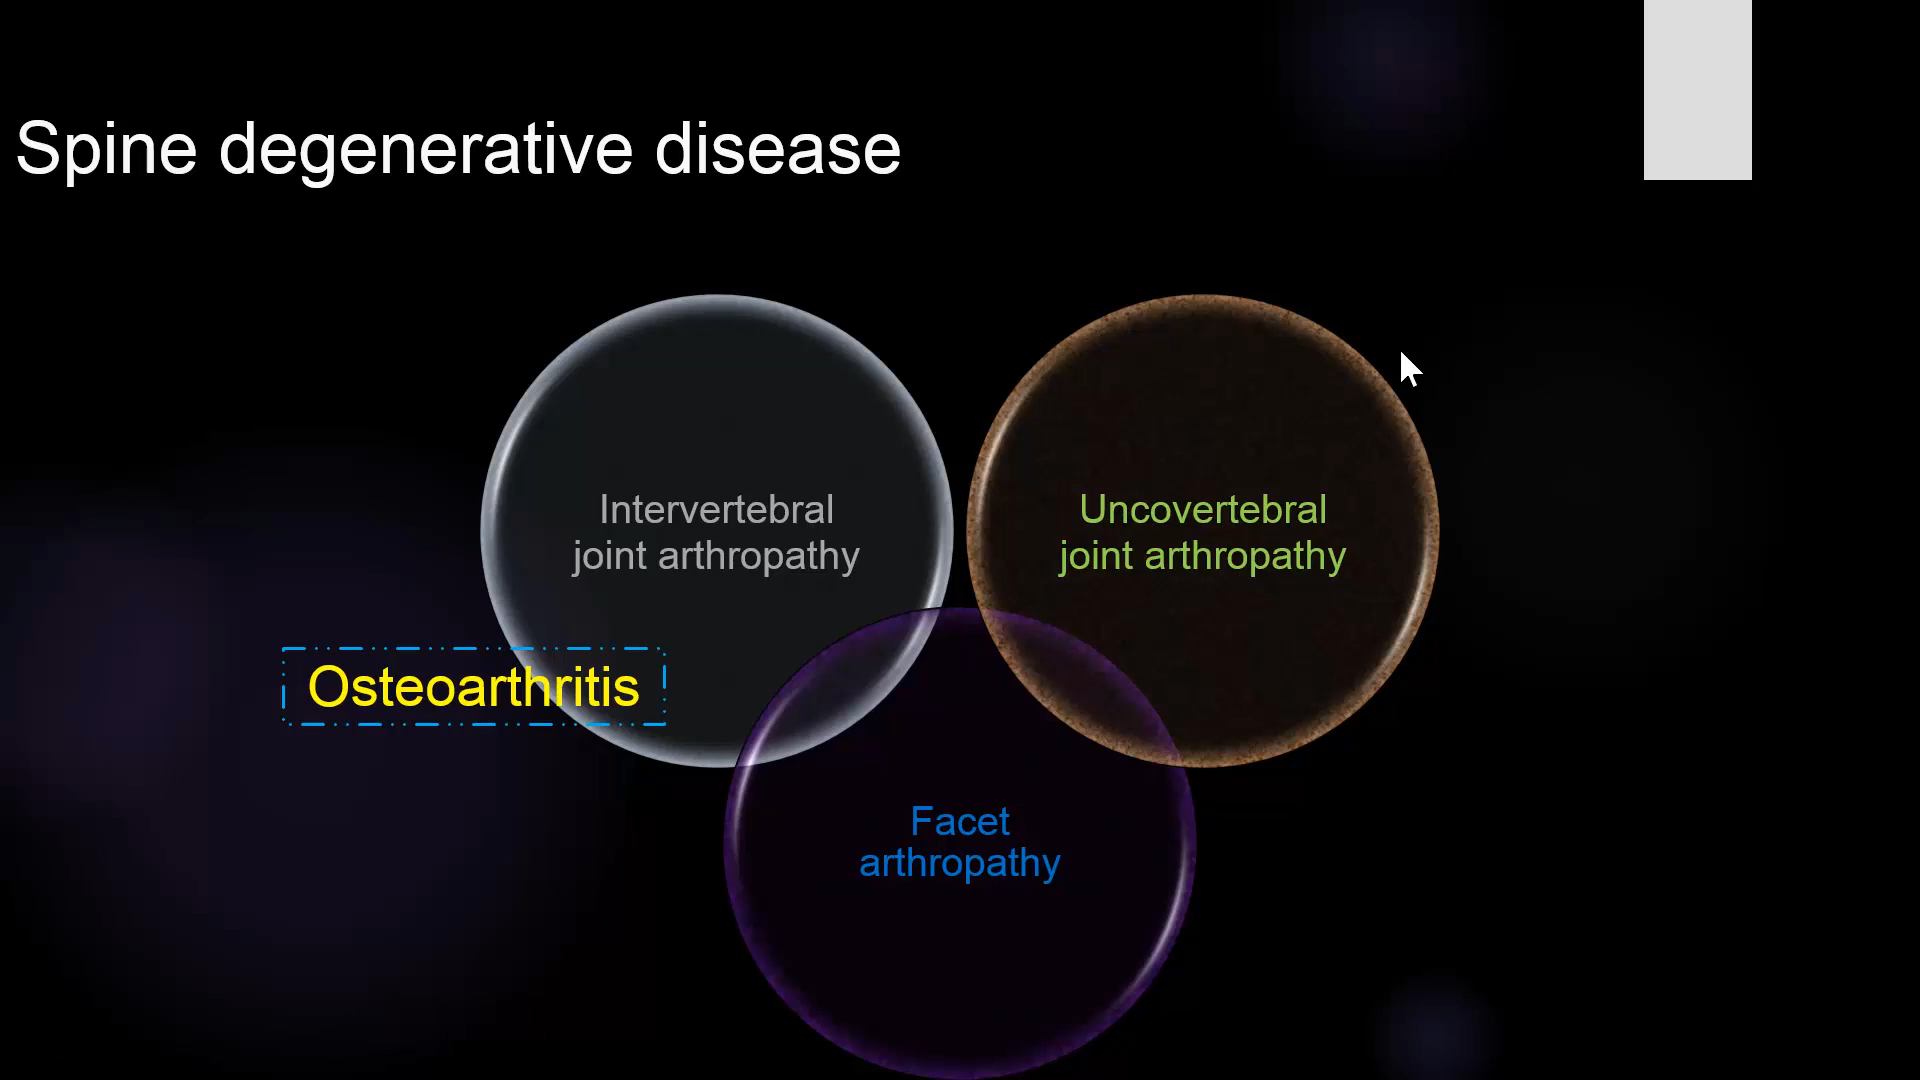 Spine degenerative disease
Intervertebral
joint arthropathy
Uncovertebral
joint arthropathy
Osteoarthritis
Facet
arthropathy